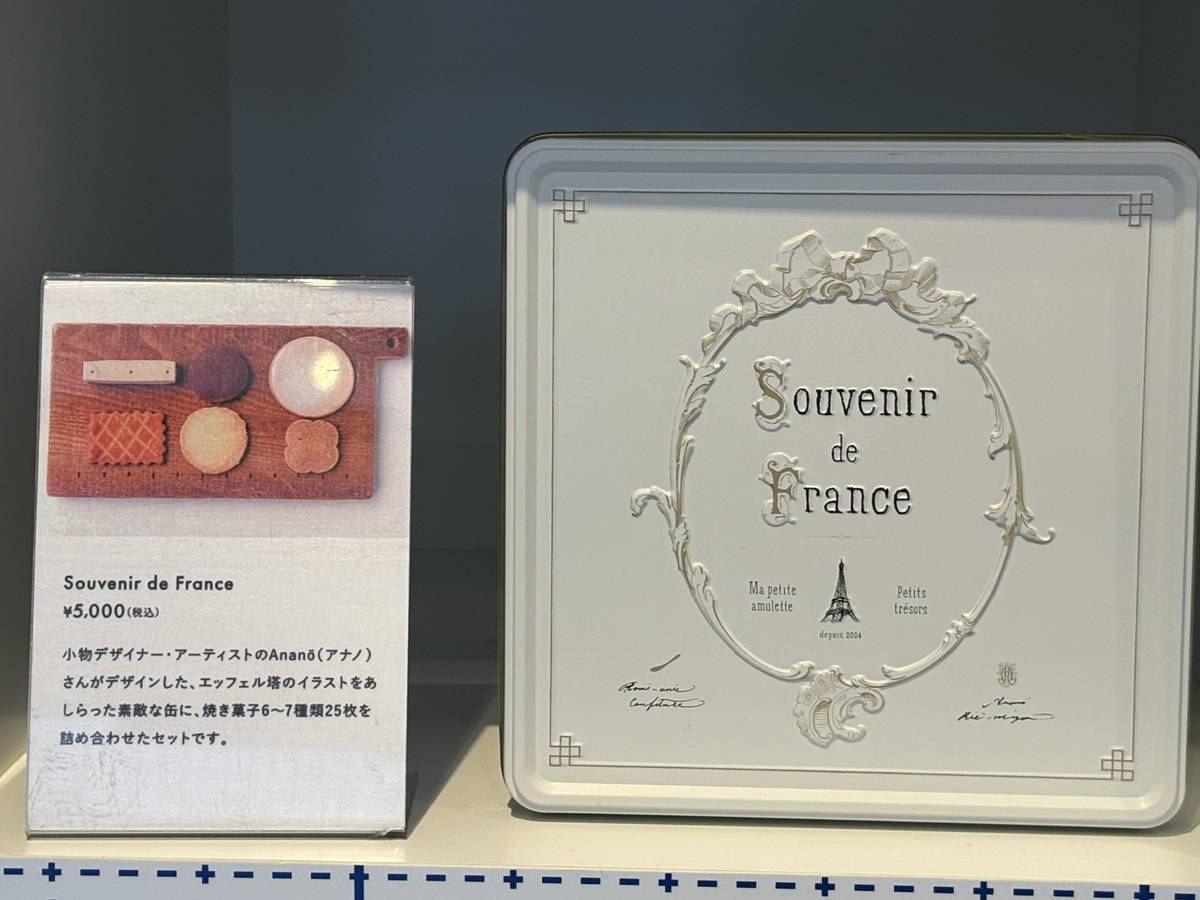 Souvenir de France
¥5,000(税込)
小物デザイナー・アーティストのAnanö(アナノ)
さんがデザインした、エッフェル塔のイラストをあ
しらった素敵な缶に、焼き菓子6〜7種類25枚を
詰め合わせたセットです。
Souvenir
de
France
Ma petite
amulette
Petits
trésors
depuis 2004
Romi-unie
Confiture